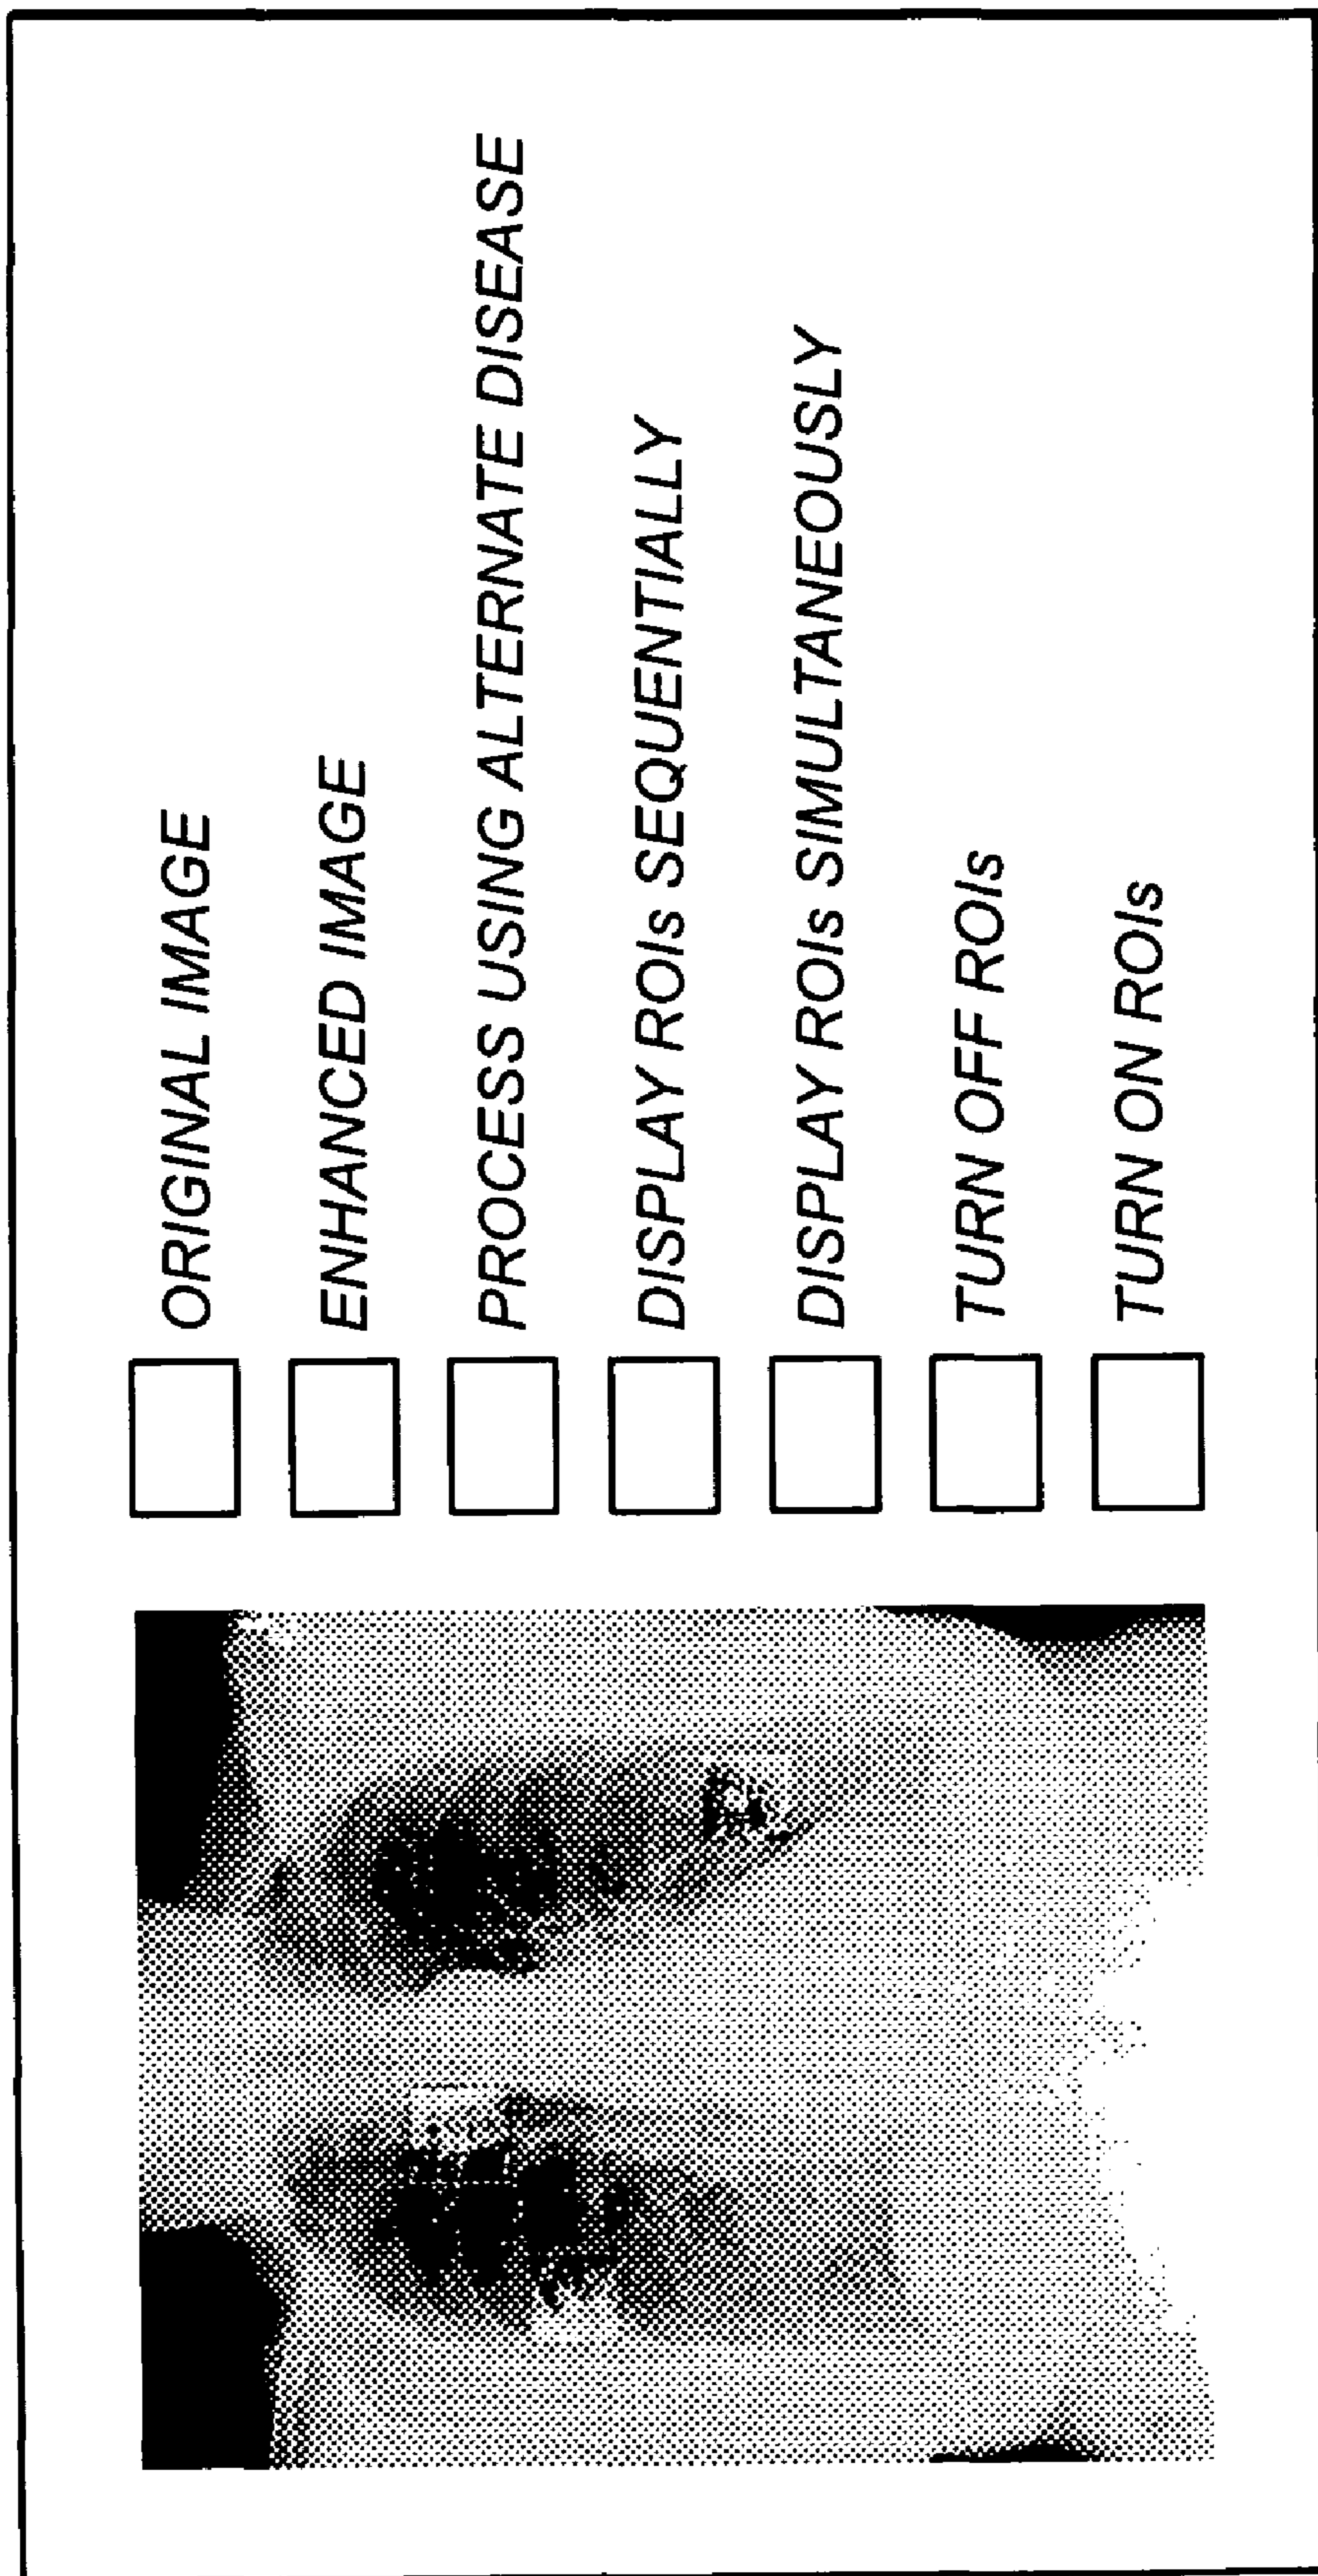 ORIGINAL IMAGE
ENHANCED IMAGE
PROCESS USING ALTERNATE DISEASE
DISPLAY ROIs SEQUENTIALLY
DISPLAY ROIs SIMULTANEOUSLY
TURN OFF ROIs
TURN ON ROIs